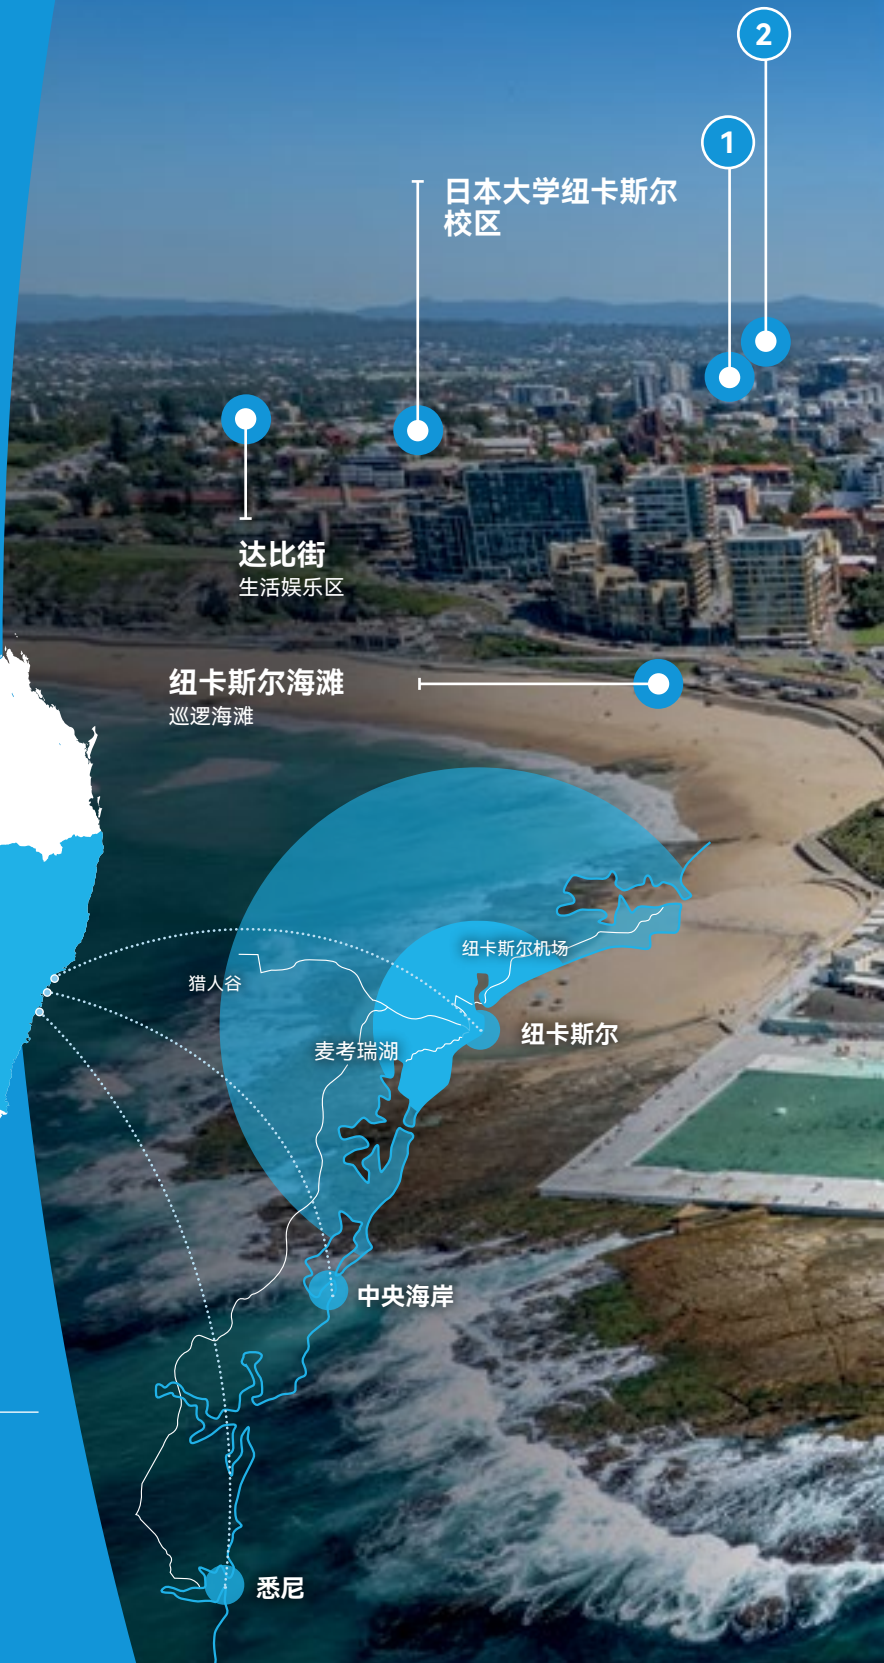 2
1
日本大学纽卡斯尔
校区
达比街
生活娱乐区
纽卡斯尔海滩
巡逻海滩
纽卡斯尔机场
猎人谷
纽卡斯尔
麦考瑞湖
中央海岸
悉尼